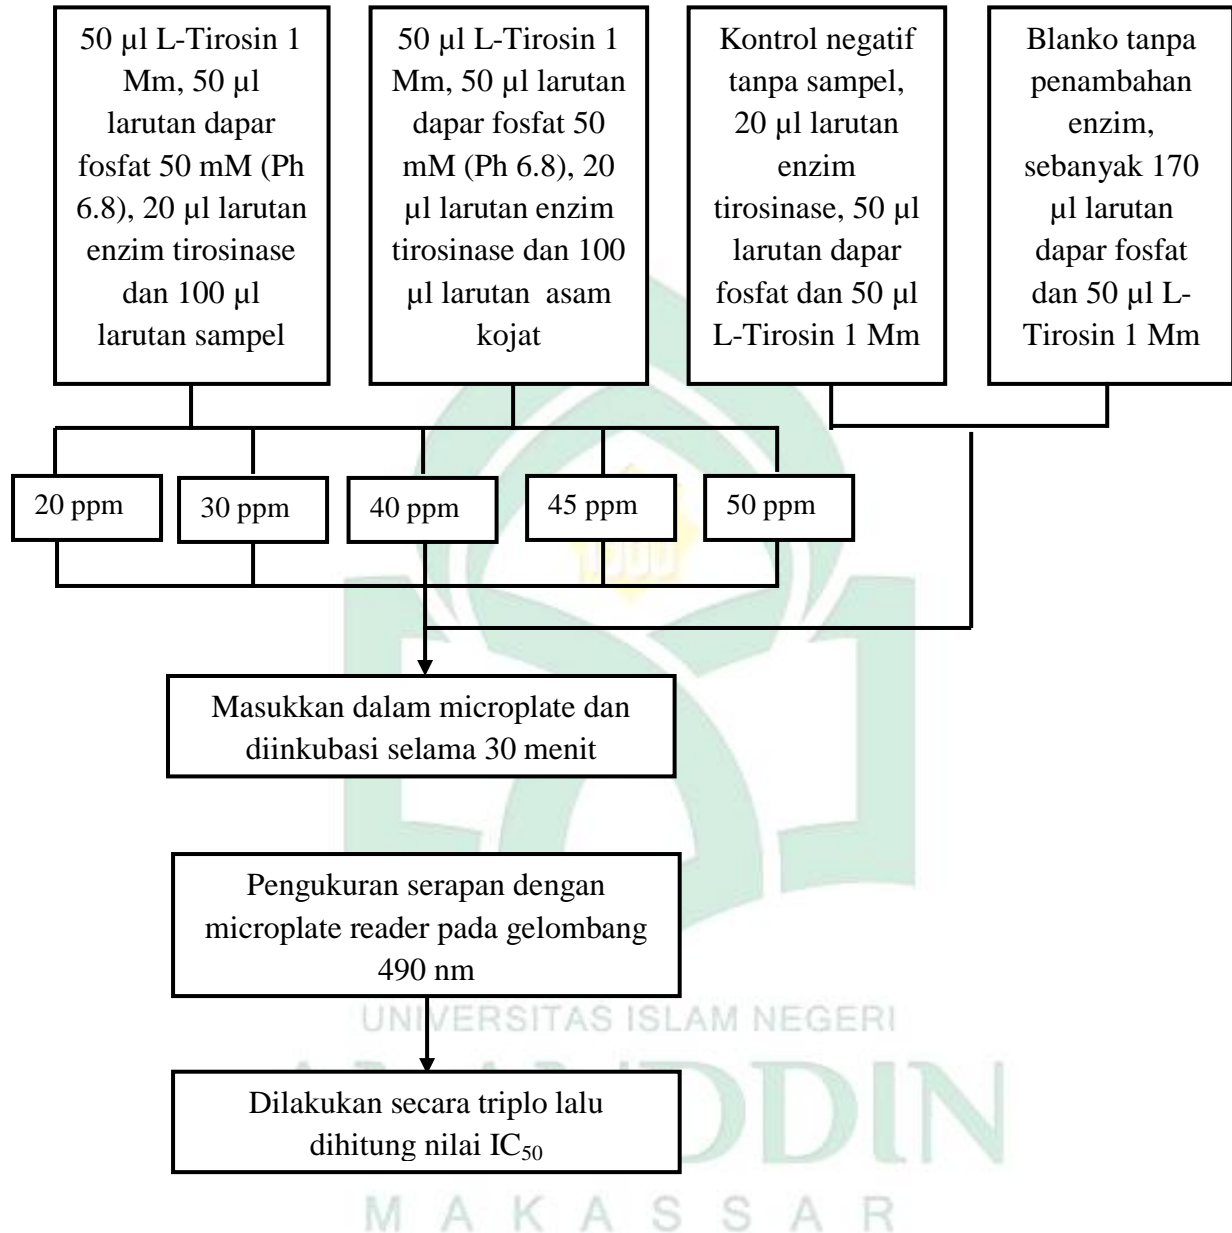 50 µl L-Tirosin 1
Mm, 50 µl
larutan dapar
fosfat 50 mM (Ph
6.8), 20 µl larutan
enzim tirosinase
dan 100 µl
larutan sampel
50 µl L-Tirosin 1
Mm, 50 µl larutan
dapar fosfat 50
mM (Ph 6.8), 20
µl larutan enzim
tirosinase dan 100
µl larutan asam
kojat
Kontrol negatif
tanpa sampel,
20 µl larutan
enzim
tirosinase, 50 µl
larutan dapar
fosfat dan 50 µl
L-Tirosin 1 Mm
Blanko tanpa
penambahan
enzim,
sebanyak 170
µl larutan
dapar fosfat
dan 50 µl L-
Tirosin 1 Mm
20 ppm
30 ppm
40 ppm
45 ppm
50 ppm
Masukkan dalam microplate dan
diinkubasi selama 30 menit
Pengukuran serapan dengan
microplate reader pada gelombang
490 nm
UNIVERSITAS ISLAM NEGERI
Dilakukan secara triplo lalu
dihitung nilai IC50
MAKASSAR